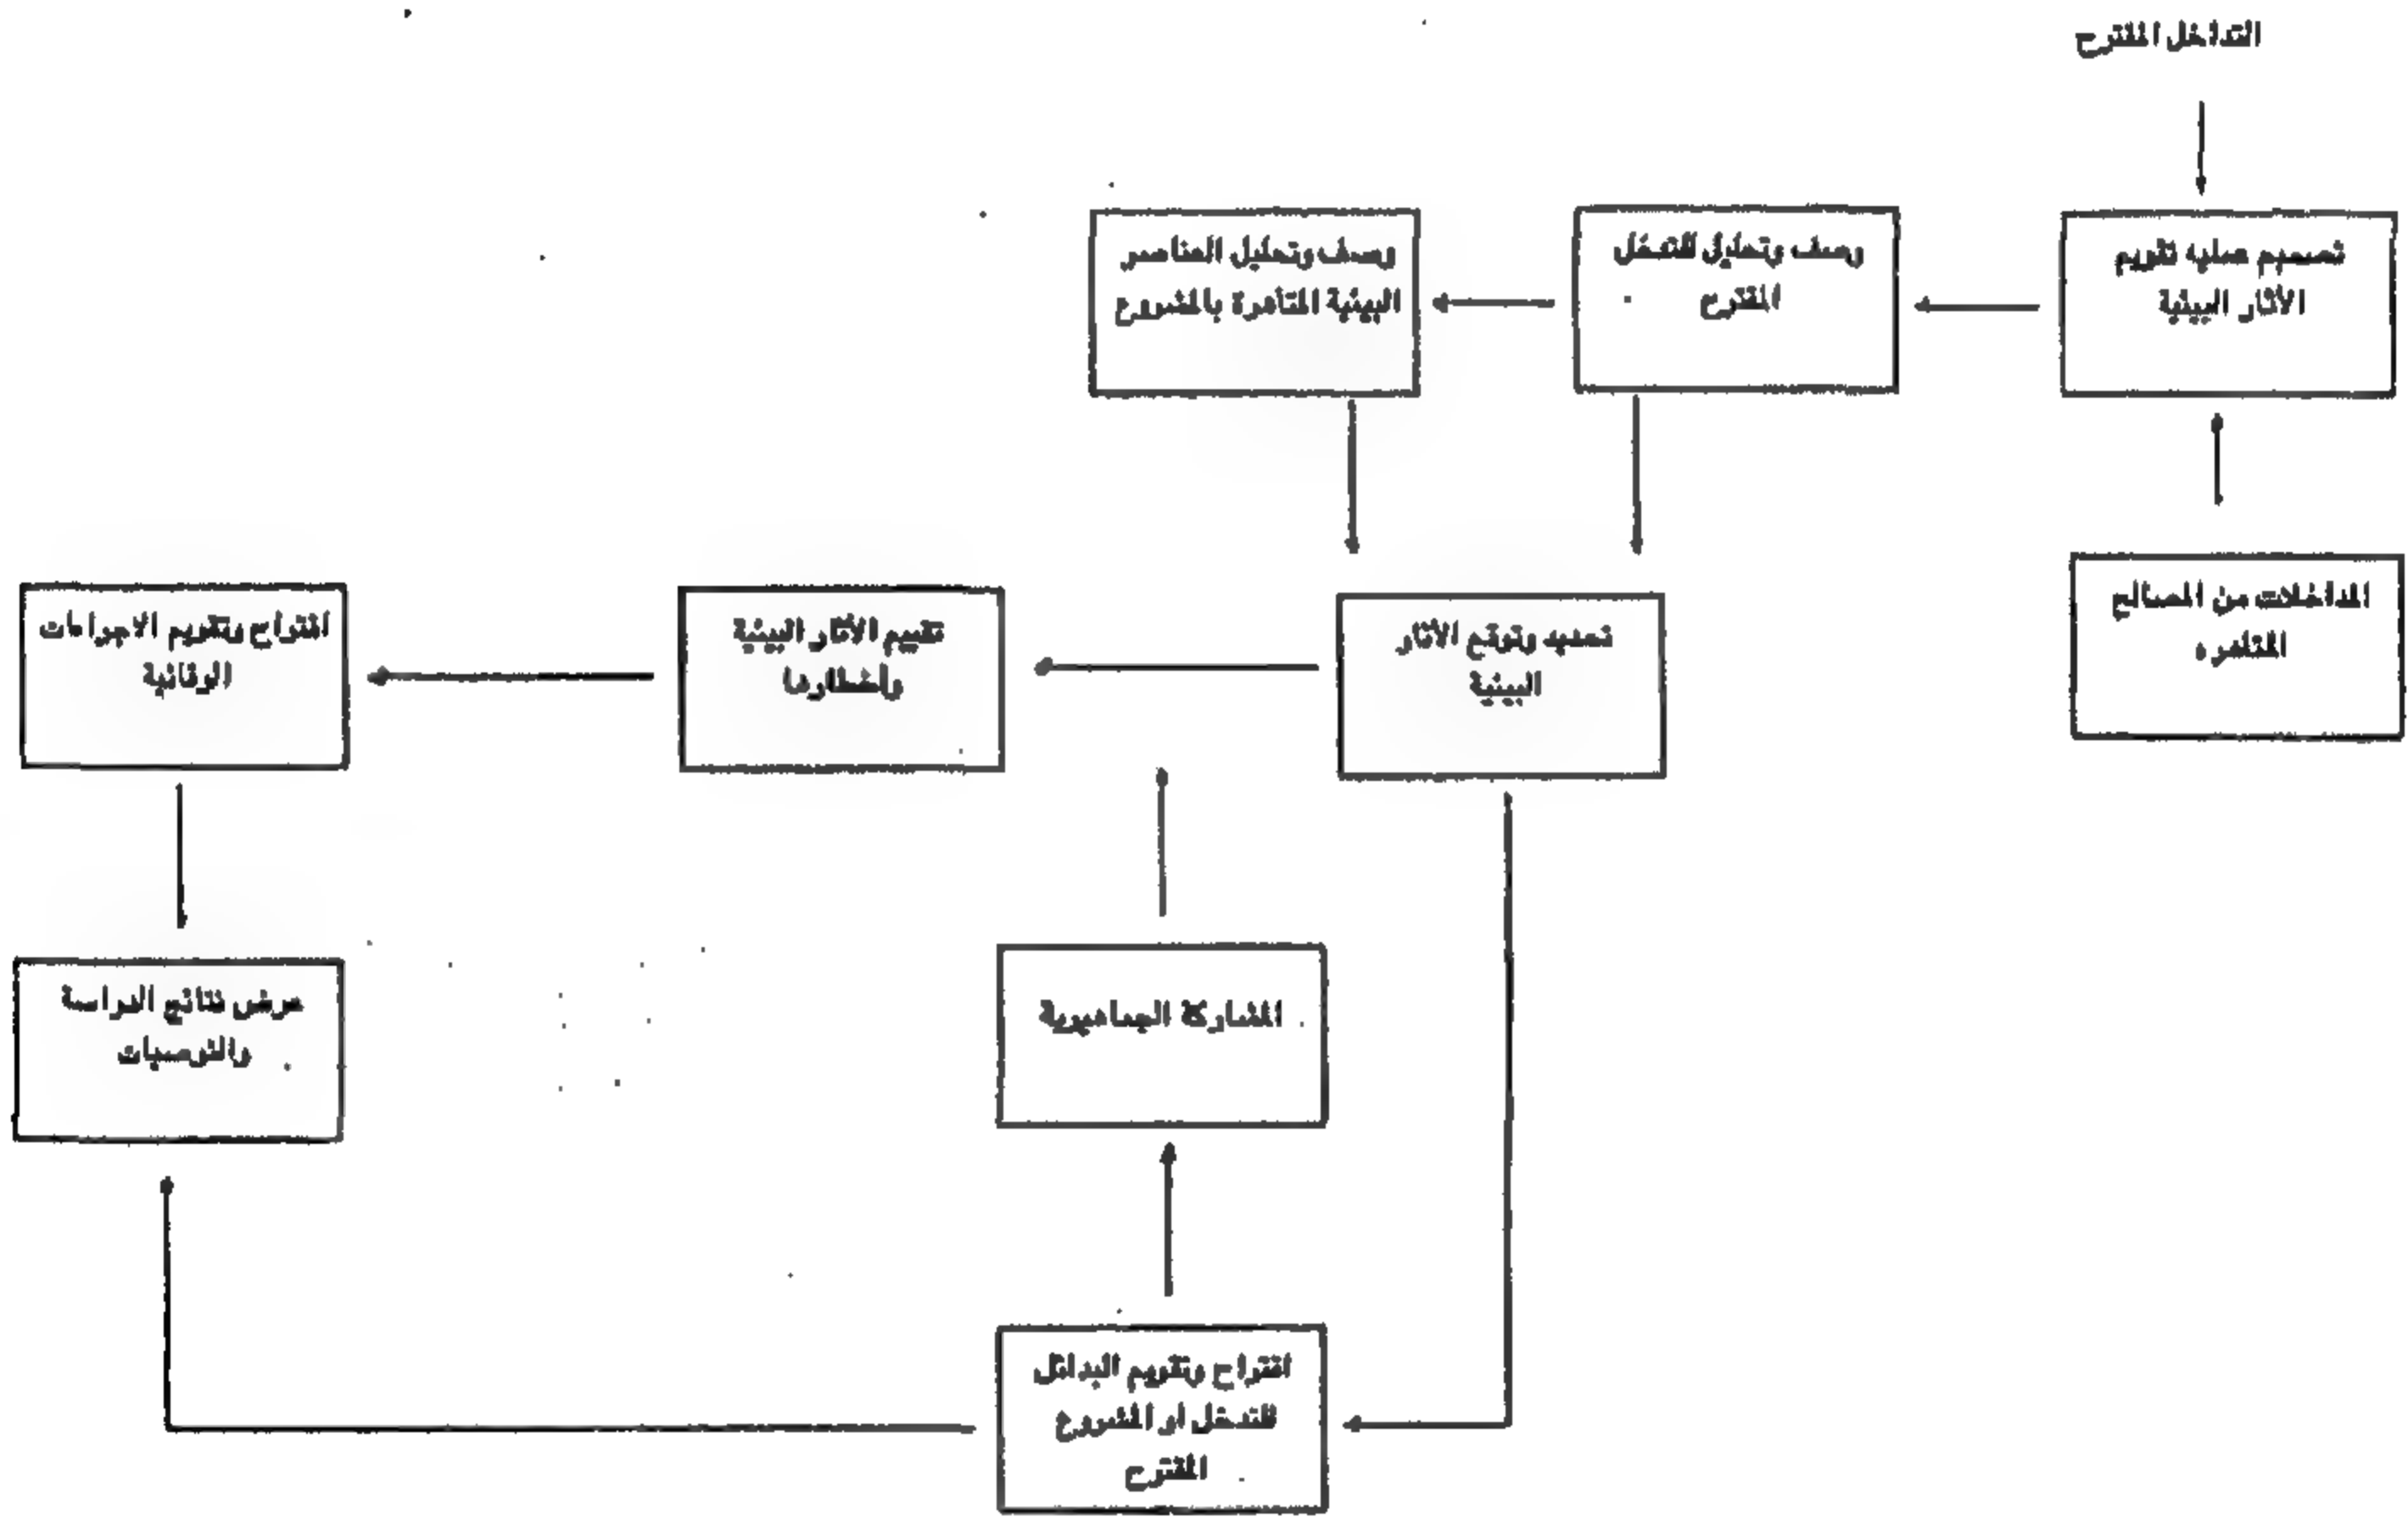 التداخل المقترح
تصميم عملية تقويم
الآثار البيئية
وصف وتحليل للتدخل
المقترح
وصف وتحليل العناصر
البيئية المتأثرة بالمشروع
المداخلات من المصالح
المتأثره
تحديد وتوقع الآثار
البيئية
تقييم الآثار البيئية
وأخطارها
اقتراح وتقويم الاجراءات
الوقائية
المشاركة الجماهيرية
عرض نتائج الدراسة
والتوصيات
اقتراح وتقويم البدائل
للتدخل او المشروع
المقترح